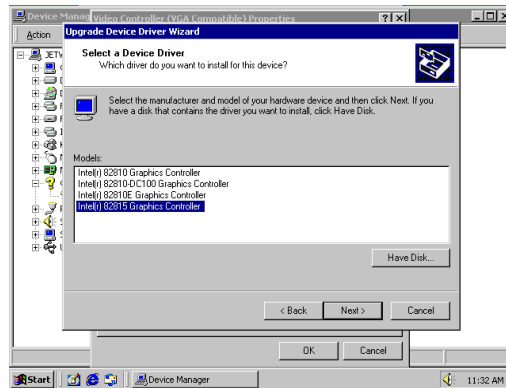 Device Manag
Video Controller (VGA Compatible) Properties
Action
Upgrade Device Driver Wizard
Select a Device Driver
Which driver do you want to install for this device?
Select the manufacturer and model of your hardware device and then click Next. If you
have a disk that contains the driver you want to install, click Have Disk.
Models:
Intel(r) 82810 Graphics Controller
Intel(r) 82810-DC100 Graphics Controller
Intel(r) 82810E Graphics Controller
Intel(r) 82815 Graphics Controller
Have Disk...
< Back
Next >
Cancel
OK
Cancel
Start
Device Manager
11:32 AM